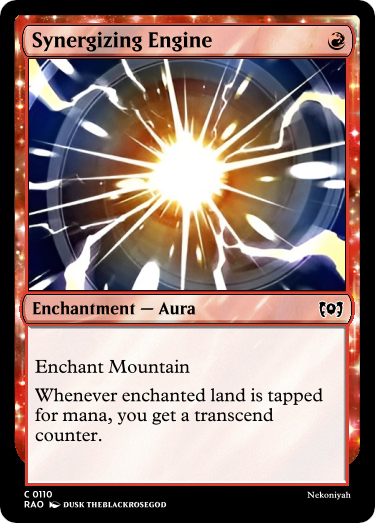 Synergizing Engine
Enchantment — Aura
Enchant Mountain
Whenever enchanted land is tapped
for mana, you get a transcend
counter.
C 0110
Nekoniyah
RAO DUSK THEBLACKROSEGOD